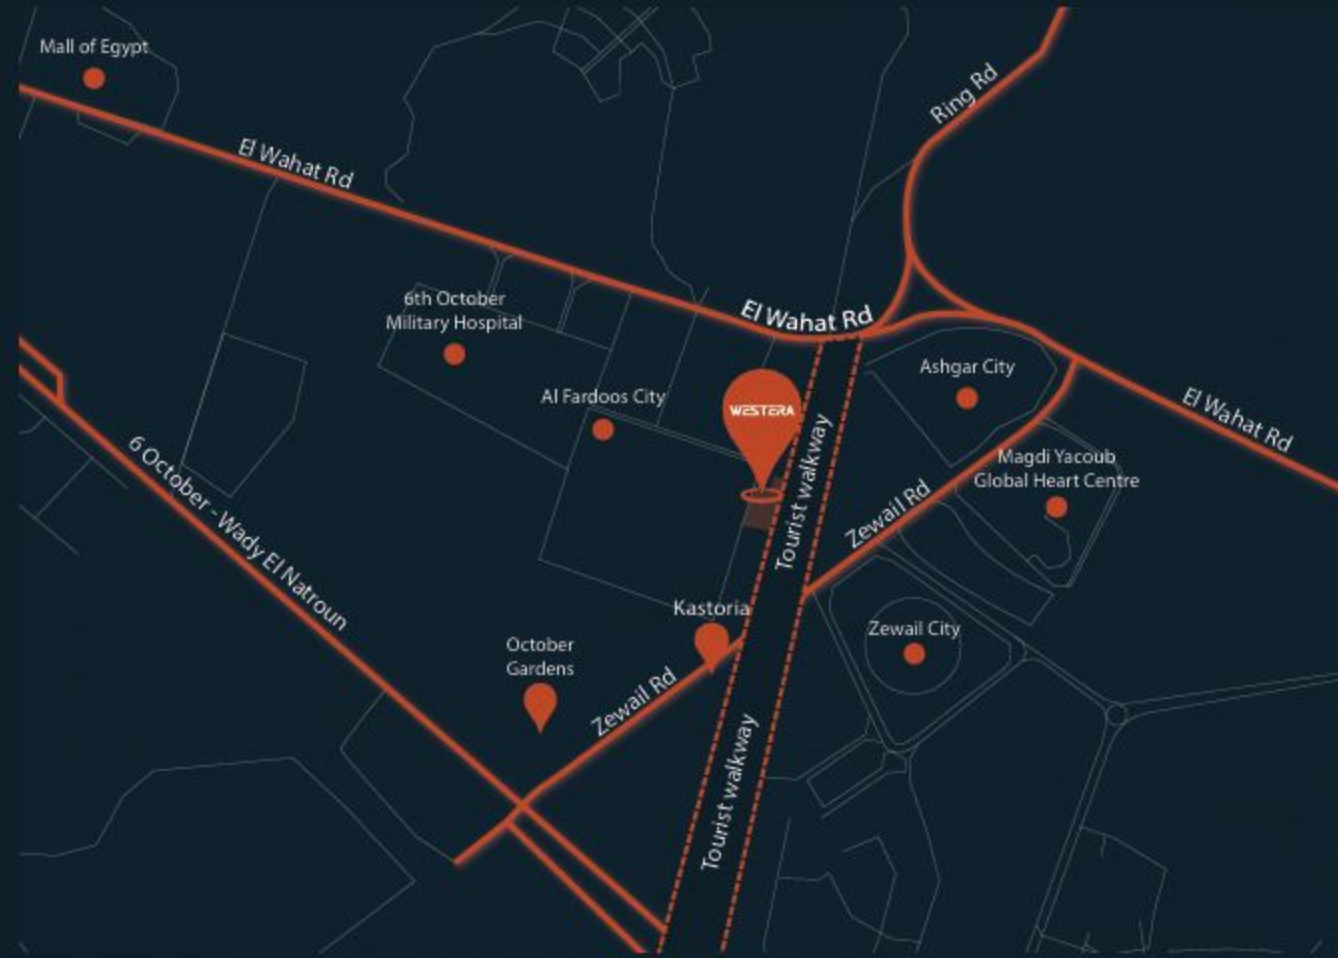 Mall of Egypt
Ring Rd
El Wahat Rd
6th October
Military Hospital
El Wahat Rd
Ashgar City
Al Fardoos City
WESTERA
El Wahat Rd
Tourist walkway
Magdi Yacoub
Global Heart Centre
Zewail Rd
6 October - Wady El Natroun
Kastoria
Zewail City
October
Gardens
Zewail Rd
Tourist walkway